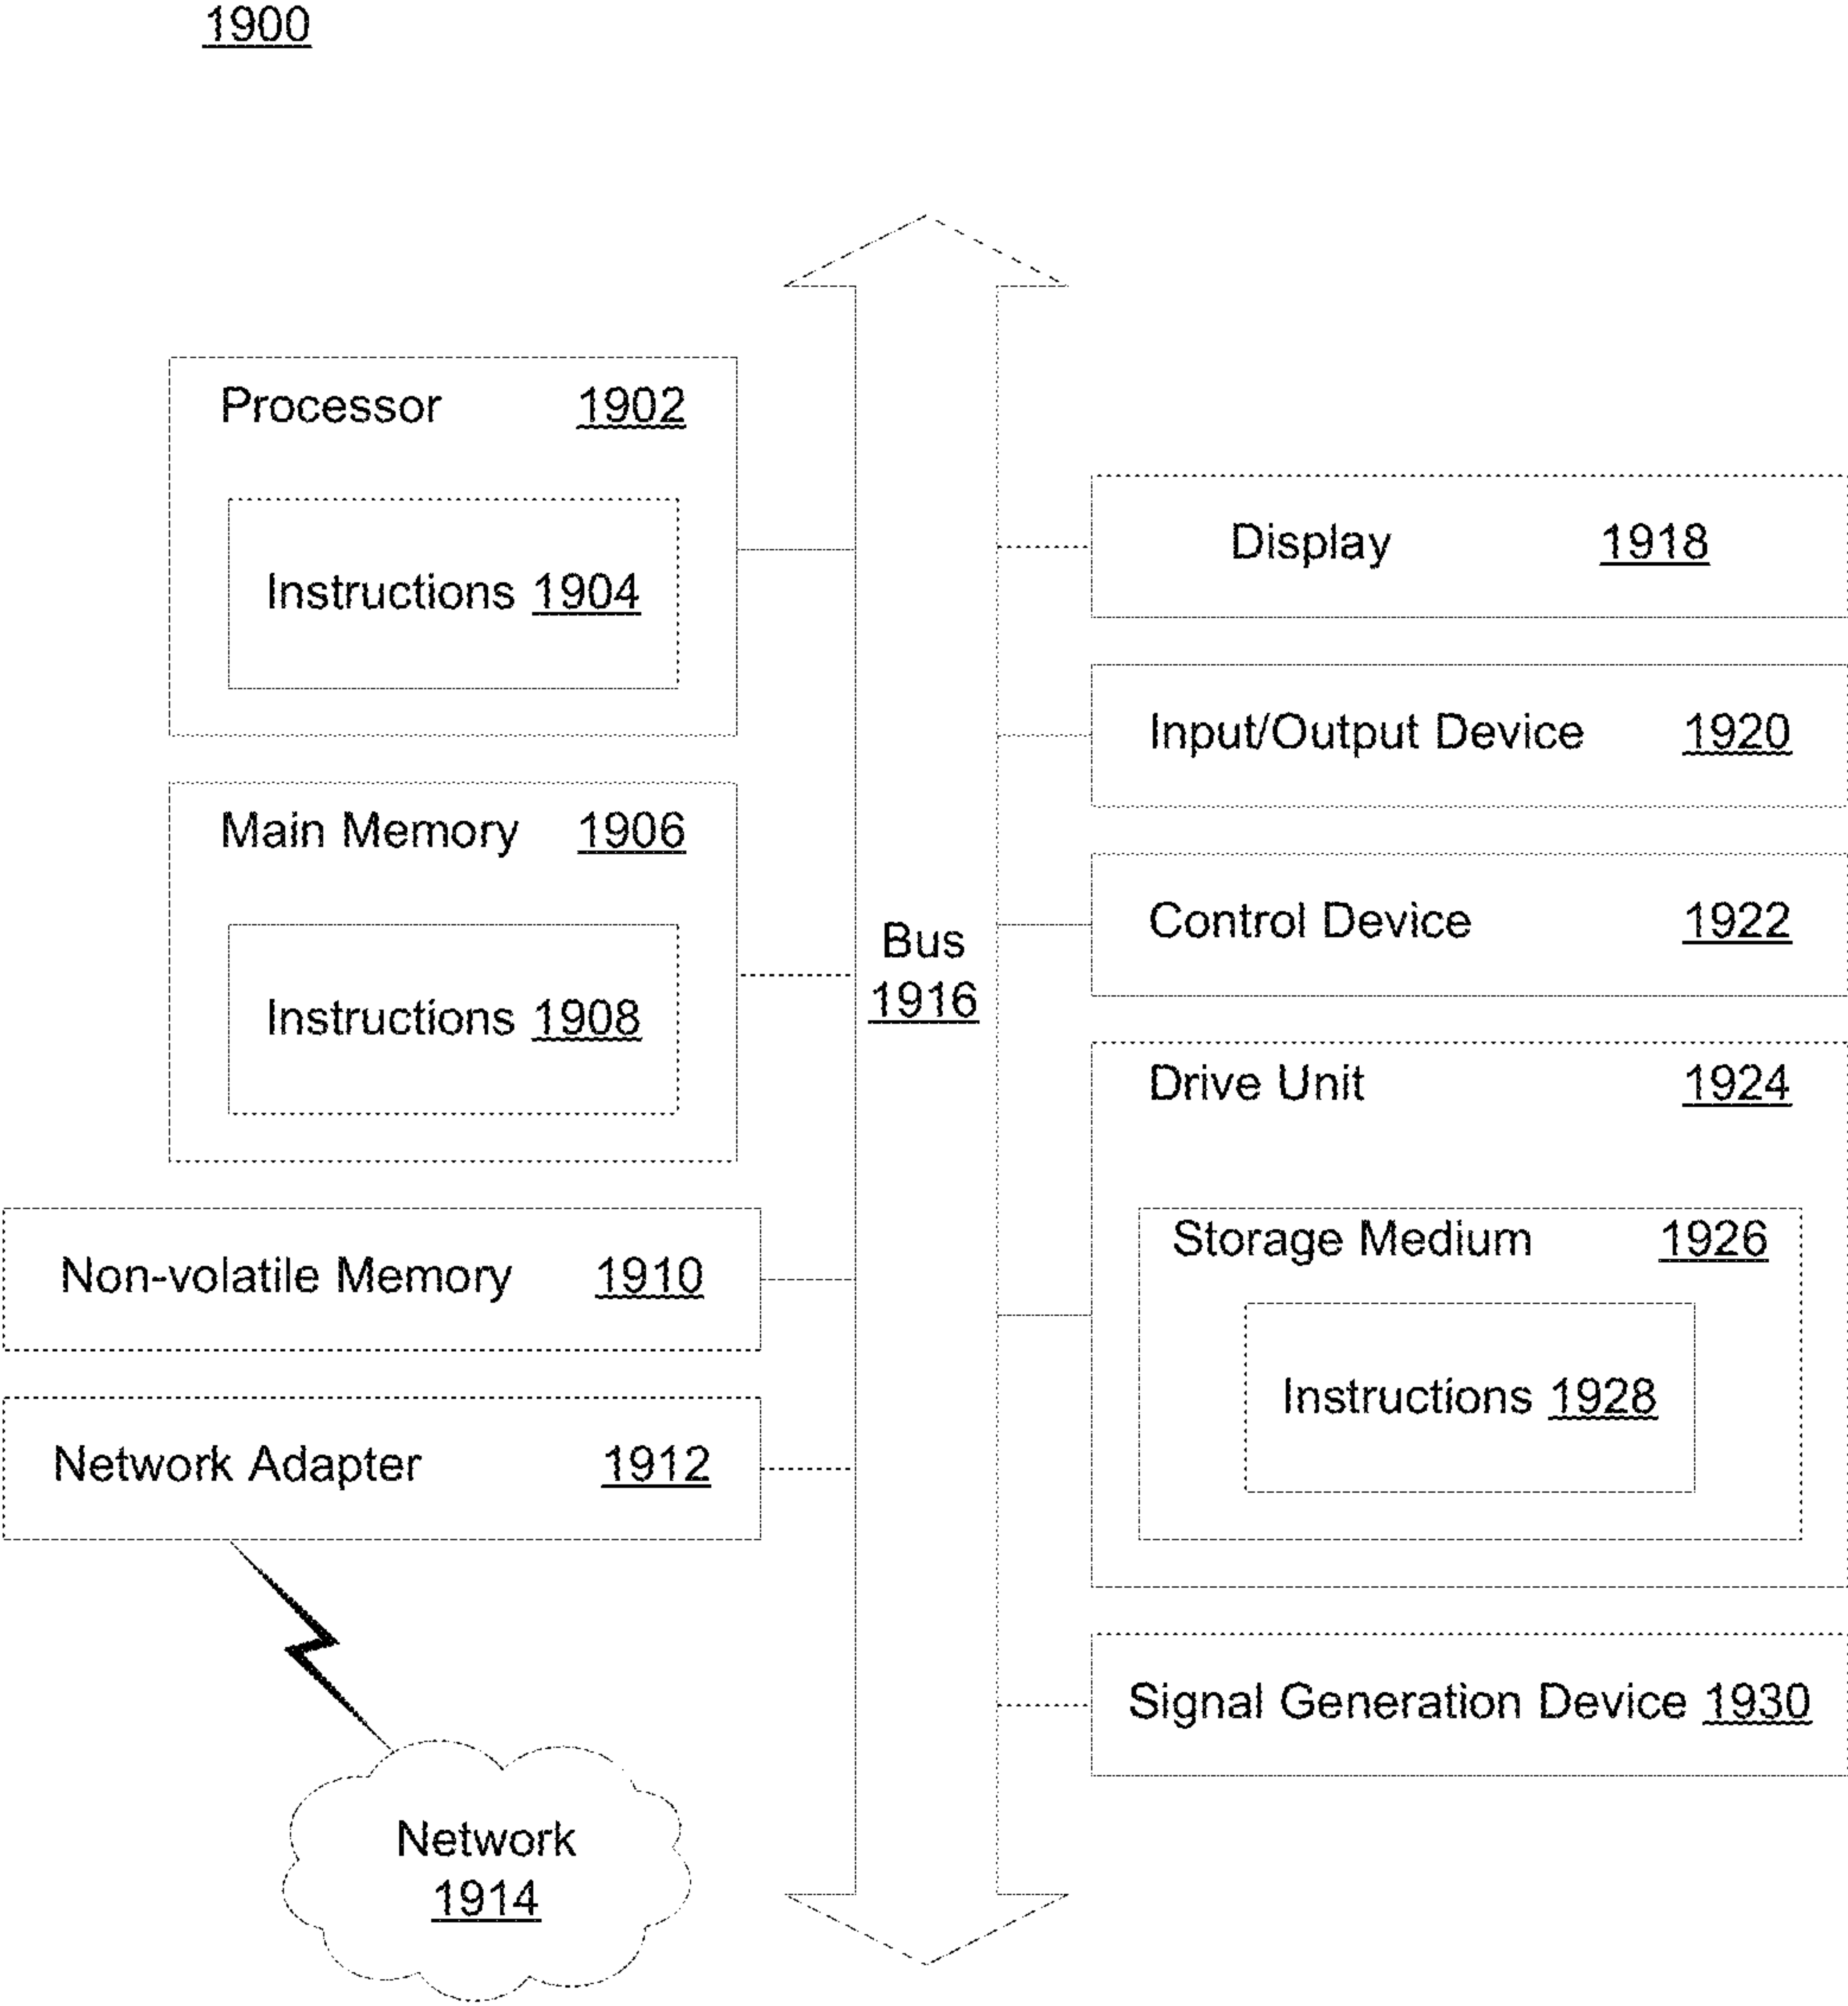 1900
Processor 1902
Instructions 1904
Main Memory 1906
Instructions 1908
Non-volatile Memory 1910
Network Adapter 1912
Network
1914
Bus
1916
Display 1918
Input/Output Device 1920
Control Device 1922
Drive Unit 1924
Storage Medium 1926
Instructions 1928
Signal Generation Device 1930